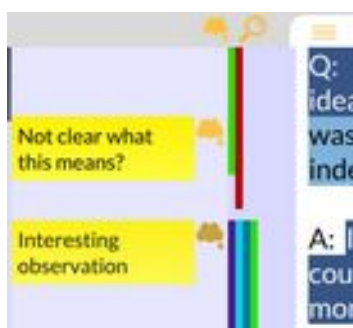 Not clear what
this means?
Interesting
observation
Q:
idea
was
inde
A: I
cou
mor